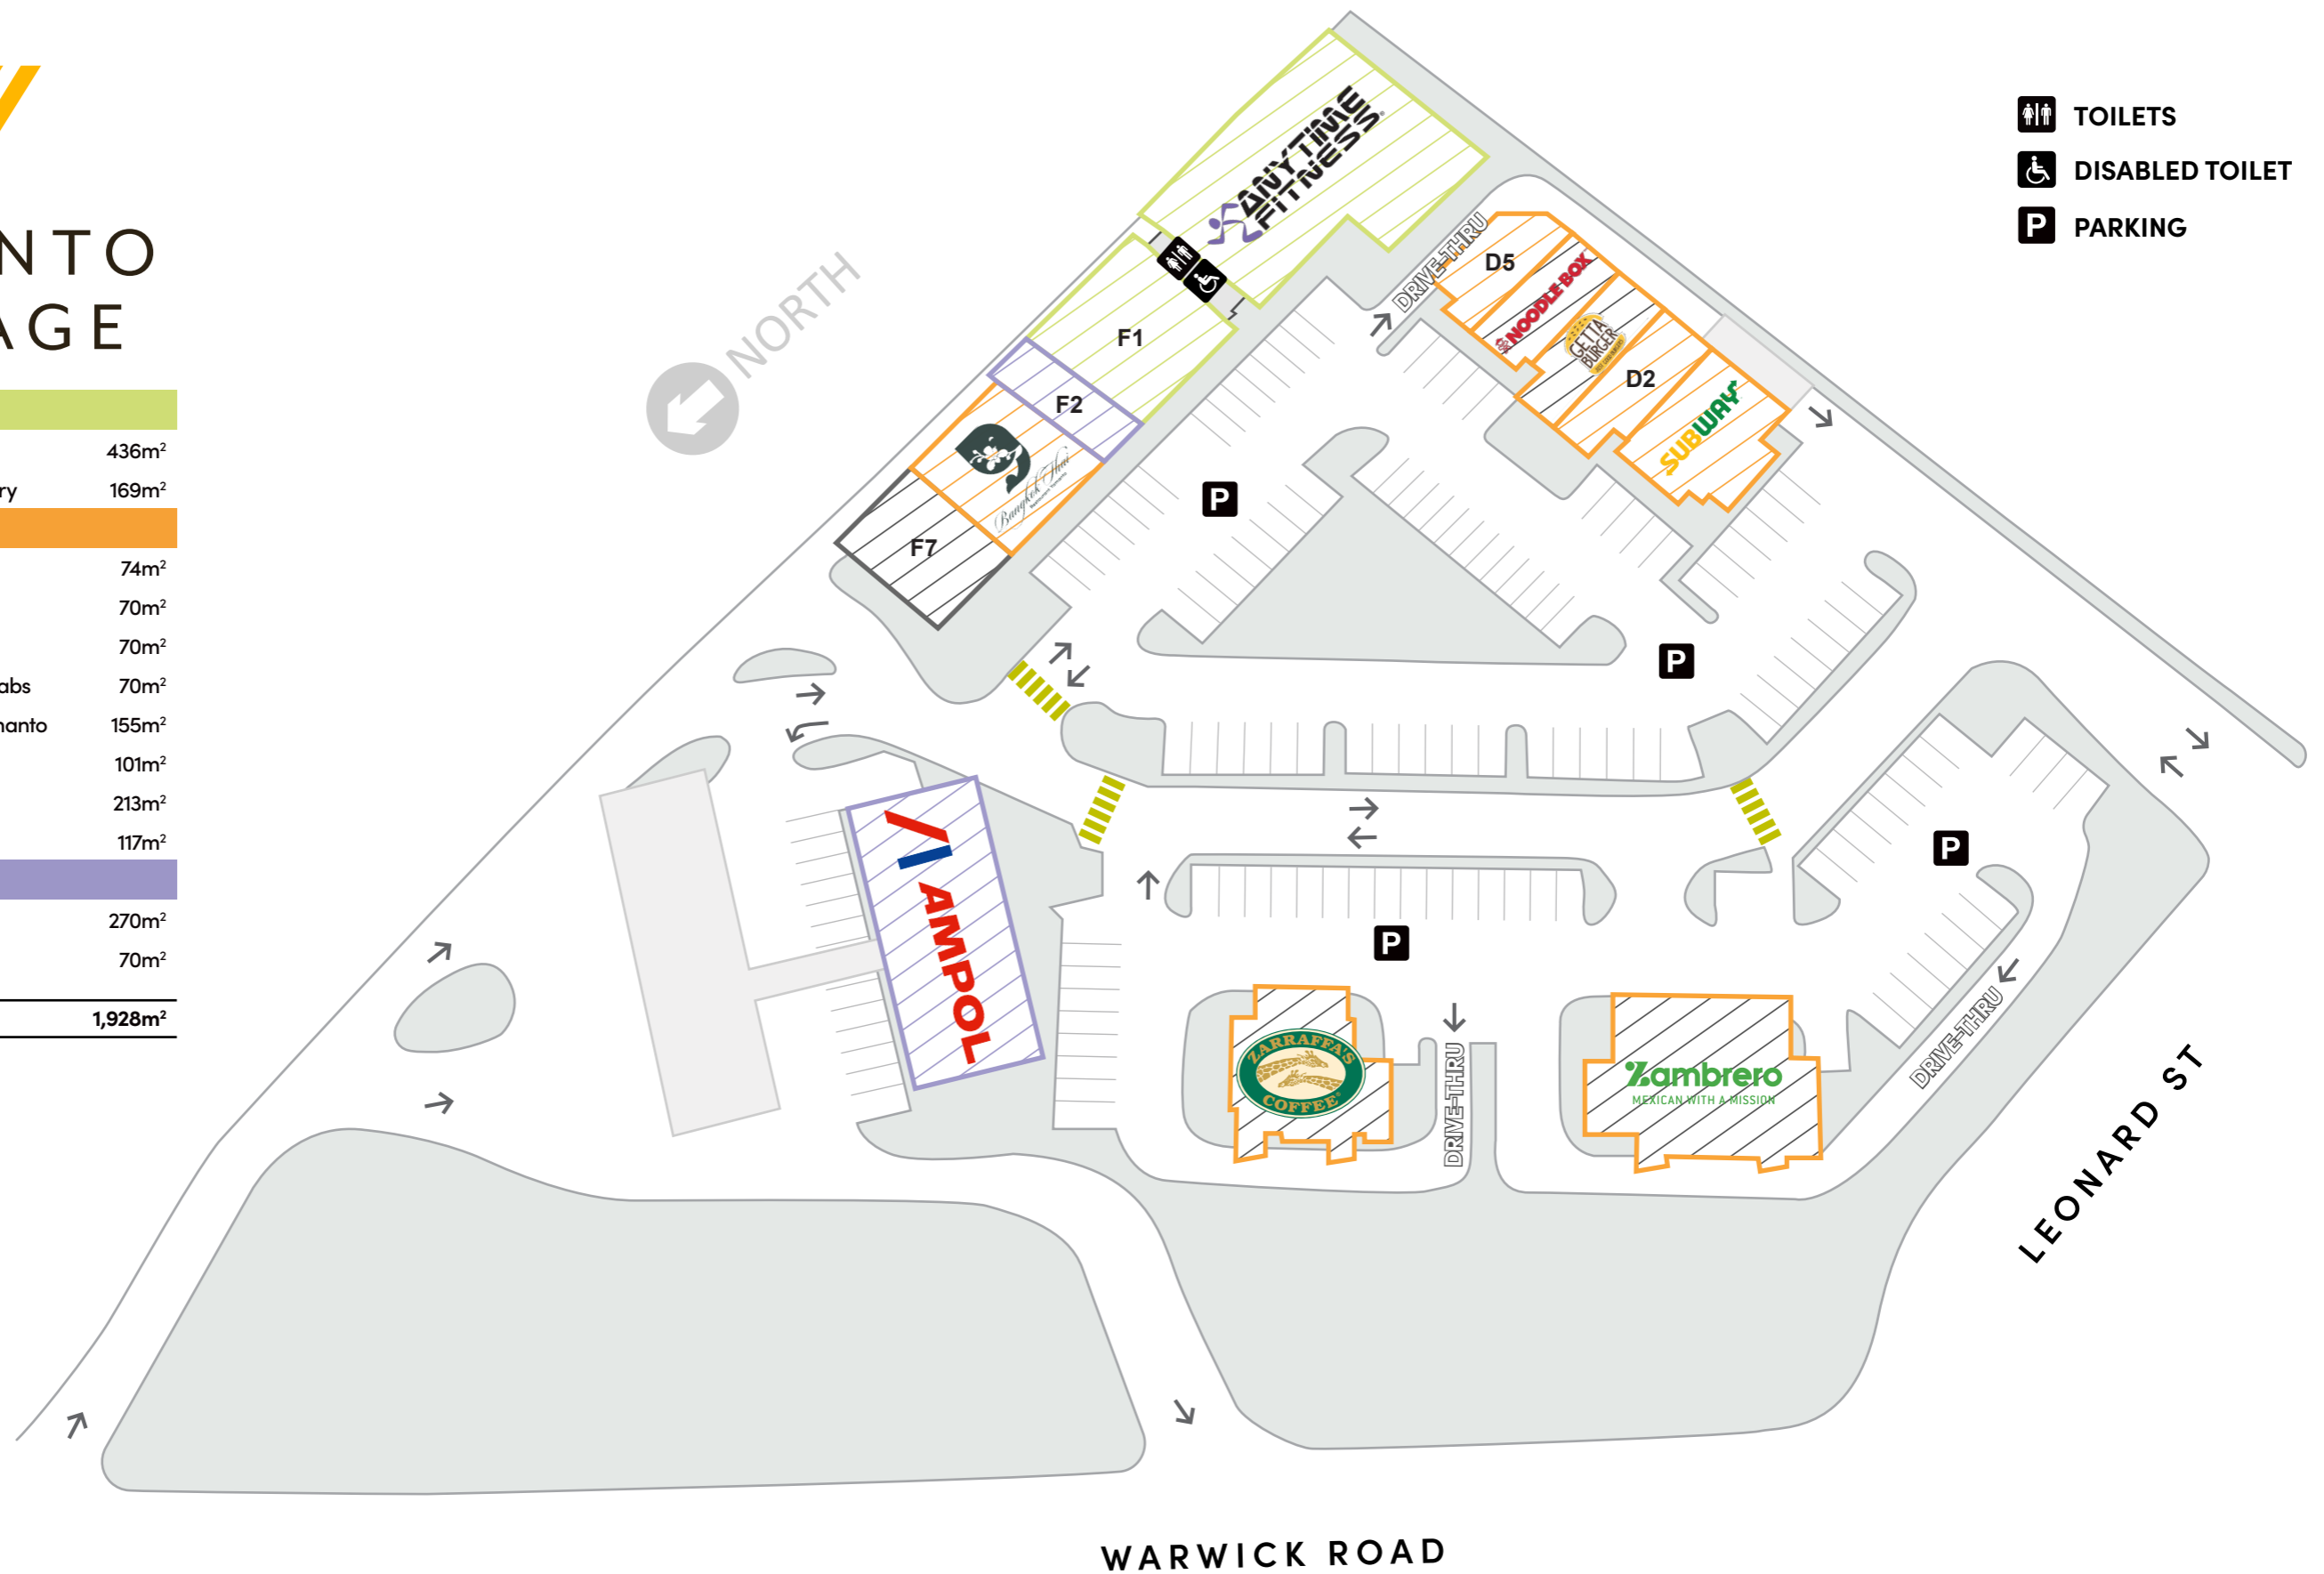 NTO
AGE
436m²
ry 169m²
74m²
70m²
70m²
abs 70m²
nanto 155m²
101m²
213m²
117m²
270m²
70m²
1,928m²
NORTH
ANYTIME
FITNESS
TOILETS
DISABLED TOILET
P PARKING
DRIVE-THRU
D5
NOODLE BOX
GETTA
BURGER
D2
SUBWAY
F1
F2
Bangkok Thai
F7
P
P
P
P
AMPOL
ZARRAFFA'S
COFFEE
DRIVE-THRU
Zambrero
MEXICAN WITH A MISSION
DRIVE-THRU
LEONARD ST
WARWICK ROAD